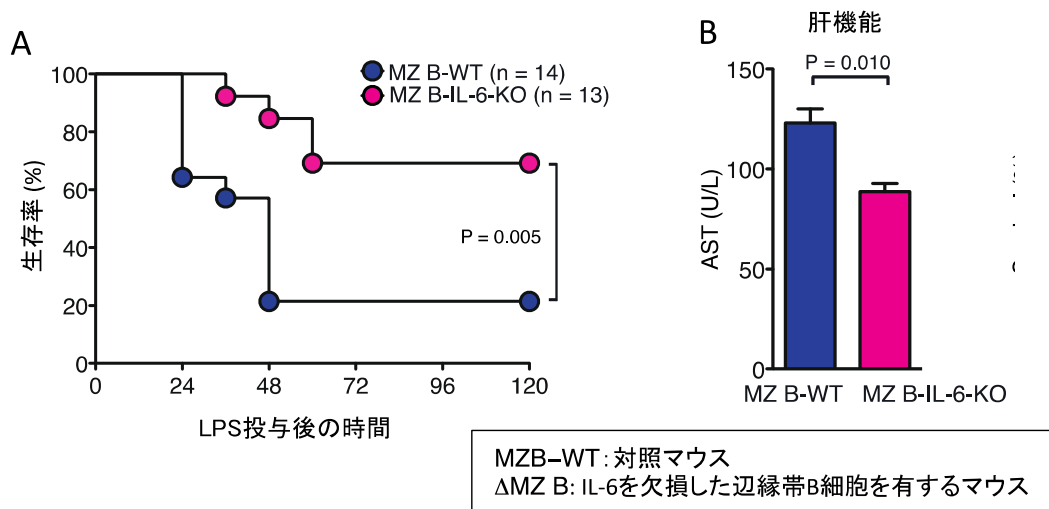 A
MZ B-WT (n = 14)
MZ B-IL-6-KO (n = 13)
100
80
60
40
20
0
生存率 (%)
P = 0.005
0 24 48 72 96 120
LPS投与後の時間
B
肝機能
P = 0.010
150
100
50
0
AST (U/L)
MZ B-WT MZ B-IL-6-KO
MZB–WT: 対照マウス
ΔMZ B: IL-6を欠損した辺縁帯B細胞を有するマウス